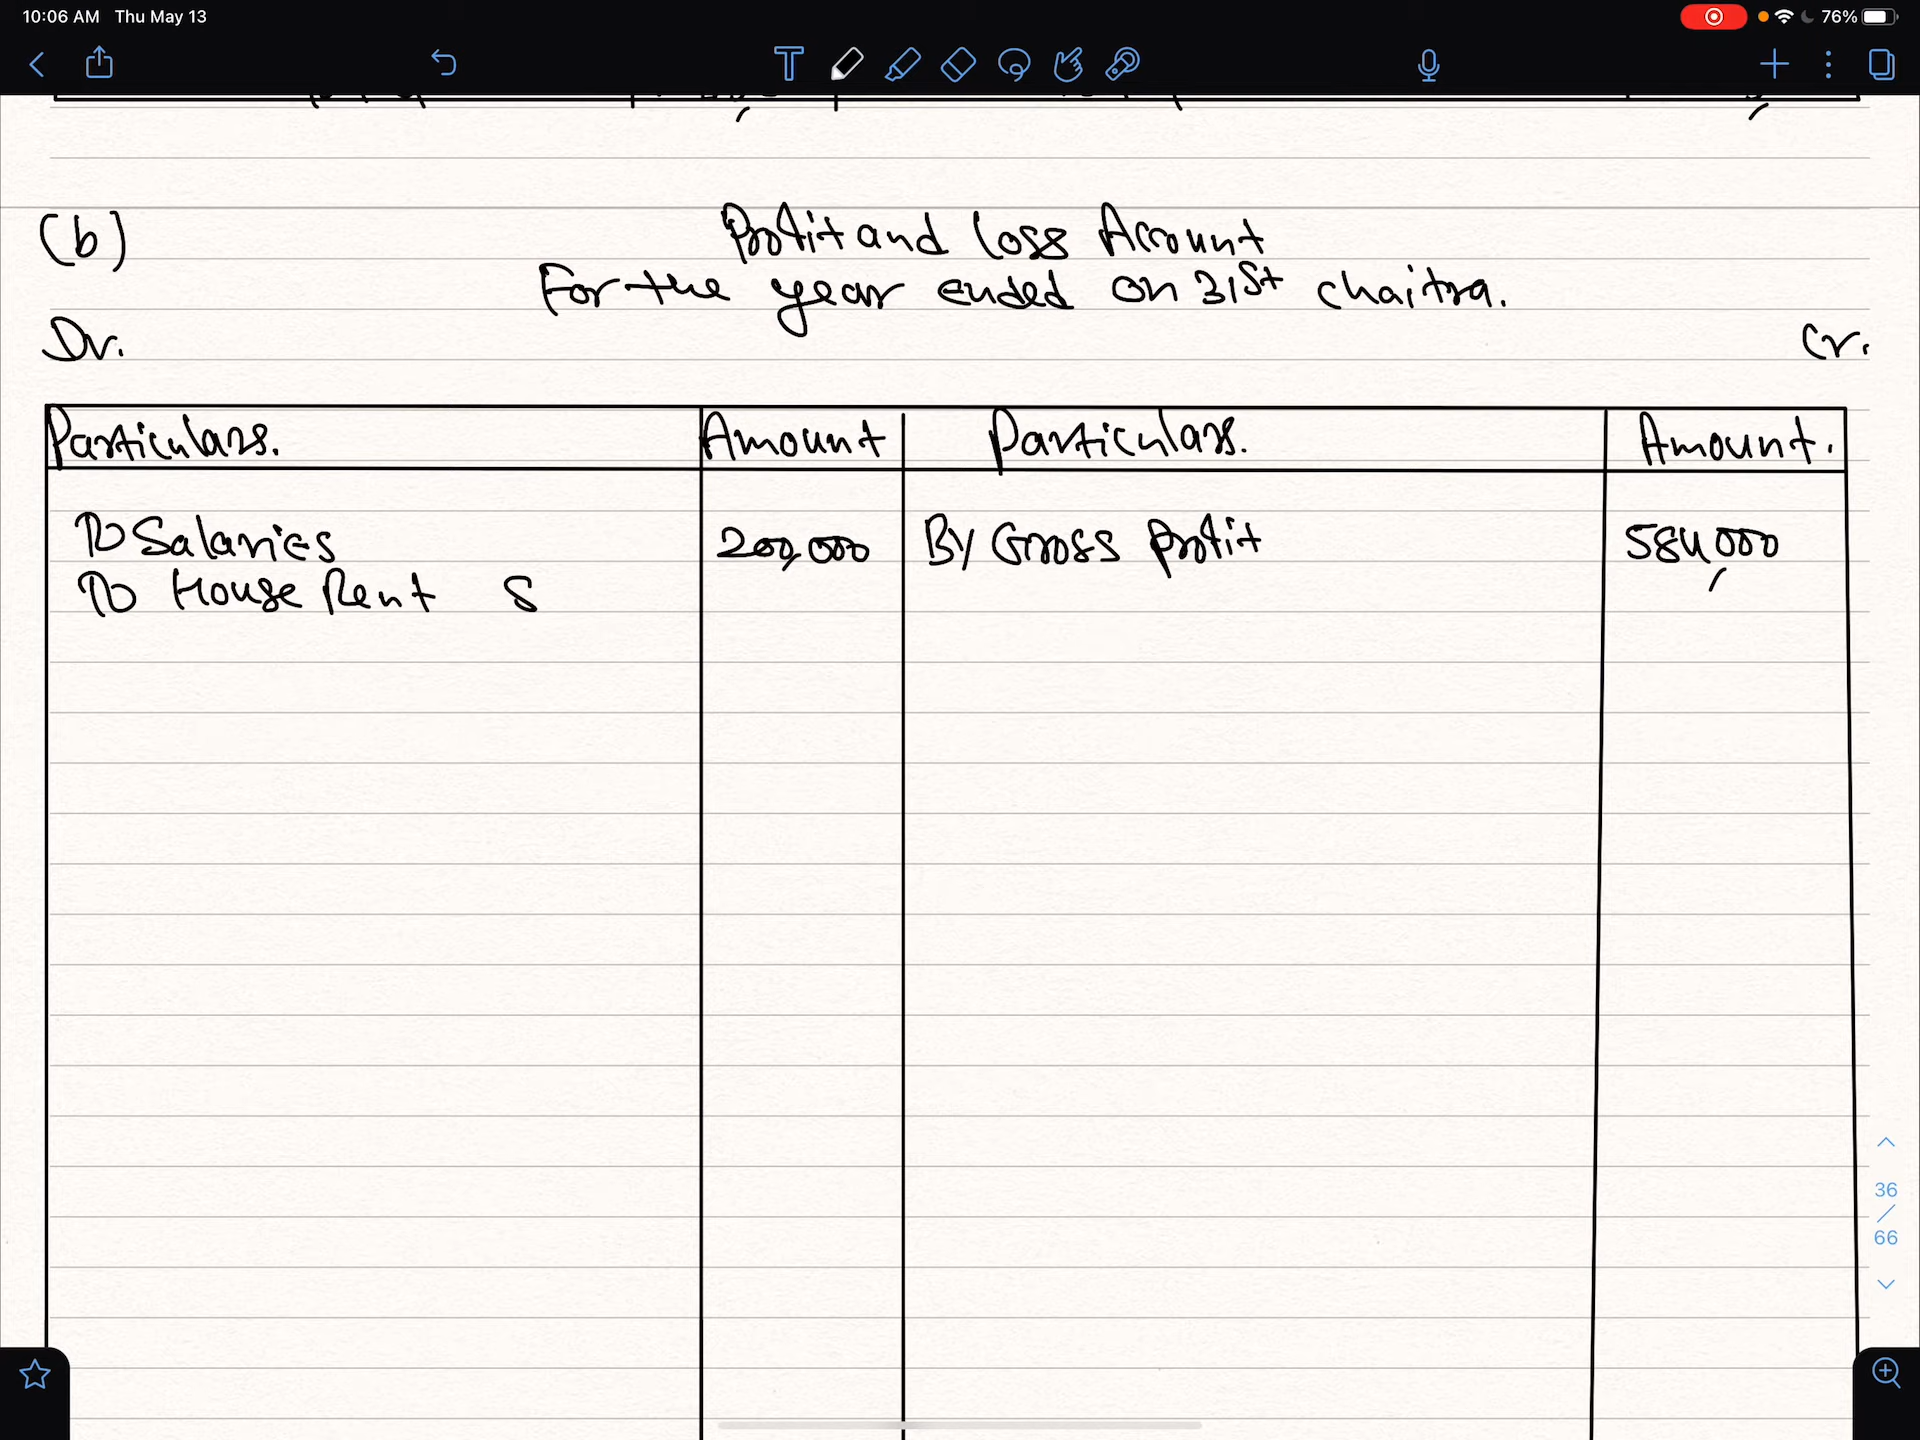 10:06 AM Thu May 13 76%
T
(b) Profit and Loss Account
For the year ended on 31st chaitra.
Dr. Cr.
Particulars. Amount Particulars. Amount.
To Salaries 200,000 By Gross Profit 584,000
To House Rent S
36
/
66